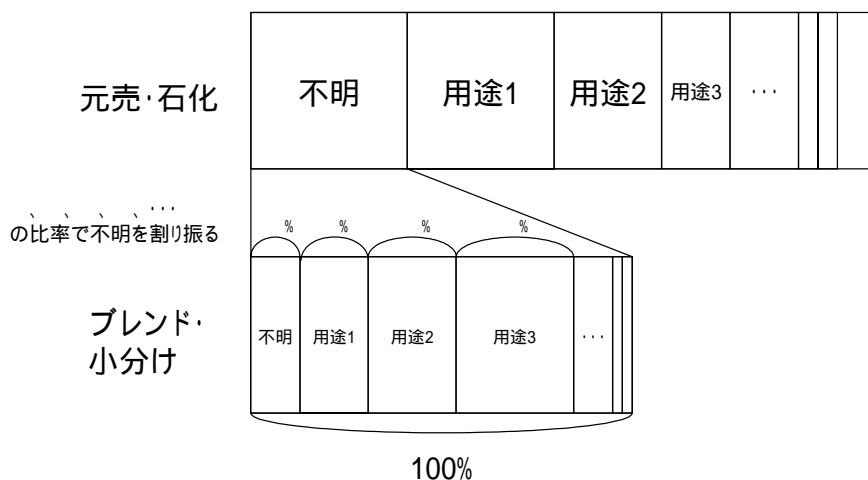 不明
用途1
用途2
用途3
･･･
元売・石化
、 、 、 、･･･
の比率で不明を割り振る
% % % %
ブレンド・
小分け
不明
用途1
用途2
用途3
･･･
100%